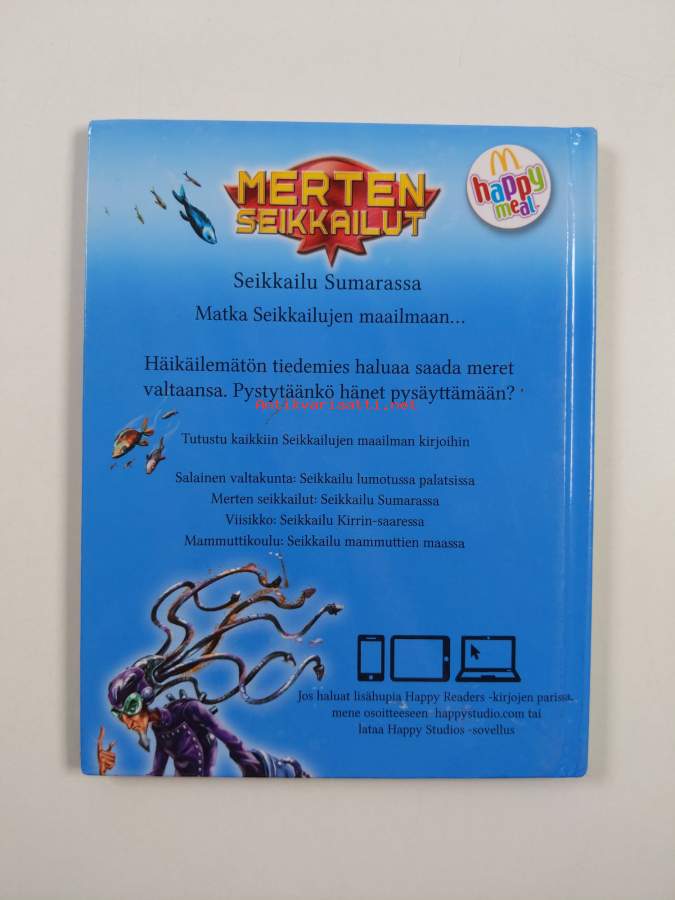 MERTEN
SEIKKAILUT
happy
meal
Seikkailu Sumarassa
Matka Seikkailujen maailmaan...
Häikäilemätön tiedemies haluaa saada meret
valtaansa. Pystytäänkö hänet pysäyttämään?
Antikvariaatti.net
Tutustu kaikkiin Seikkailujen maailman kirjoihin
Salainen valtakunta: Seikkailu lumotussa palatsissa
Merten seikkailut: Seikkailu Sumarassa
Viisikko: Seikkailu Kirrin-saaressa
Mammuttikoulu: Seikkailu mammuttien maassa
Jos haluat lisähupia Happy Readers -kirjojen parissa,
mene osoitteeseen happystudio.com tai
lataa Happy Studios -sovellus